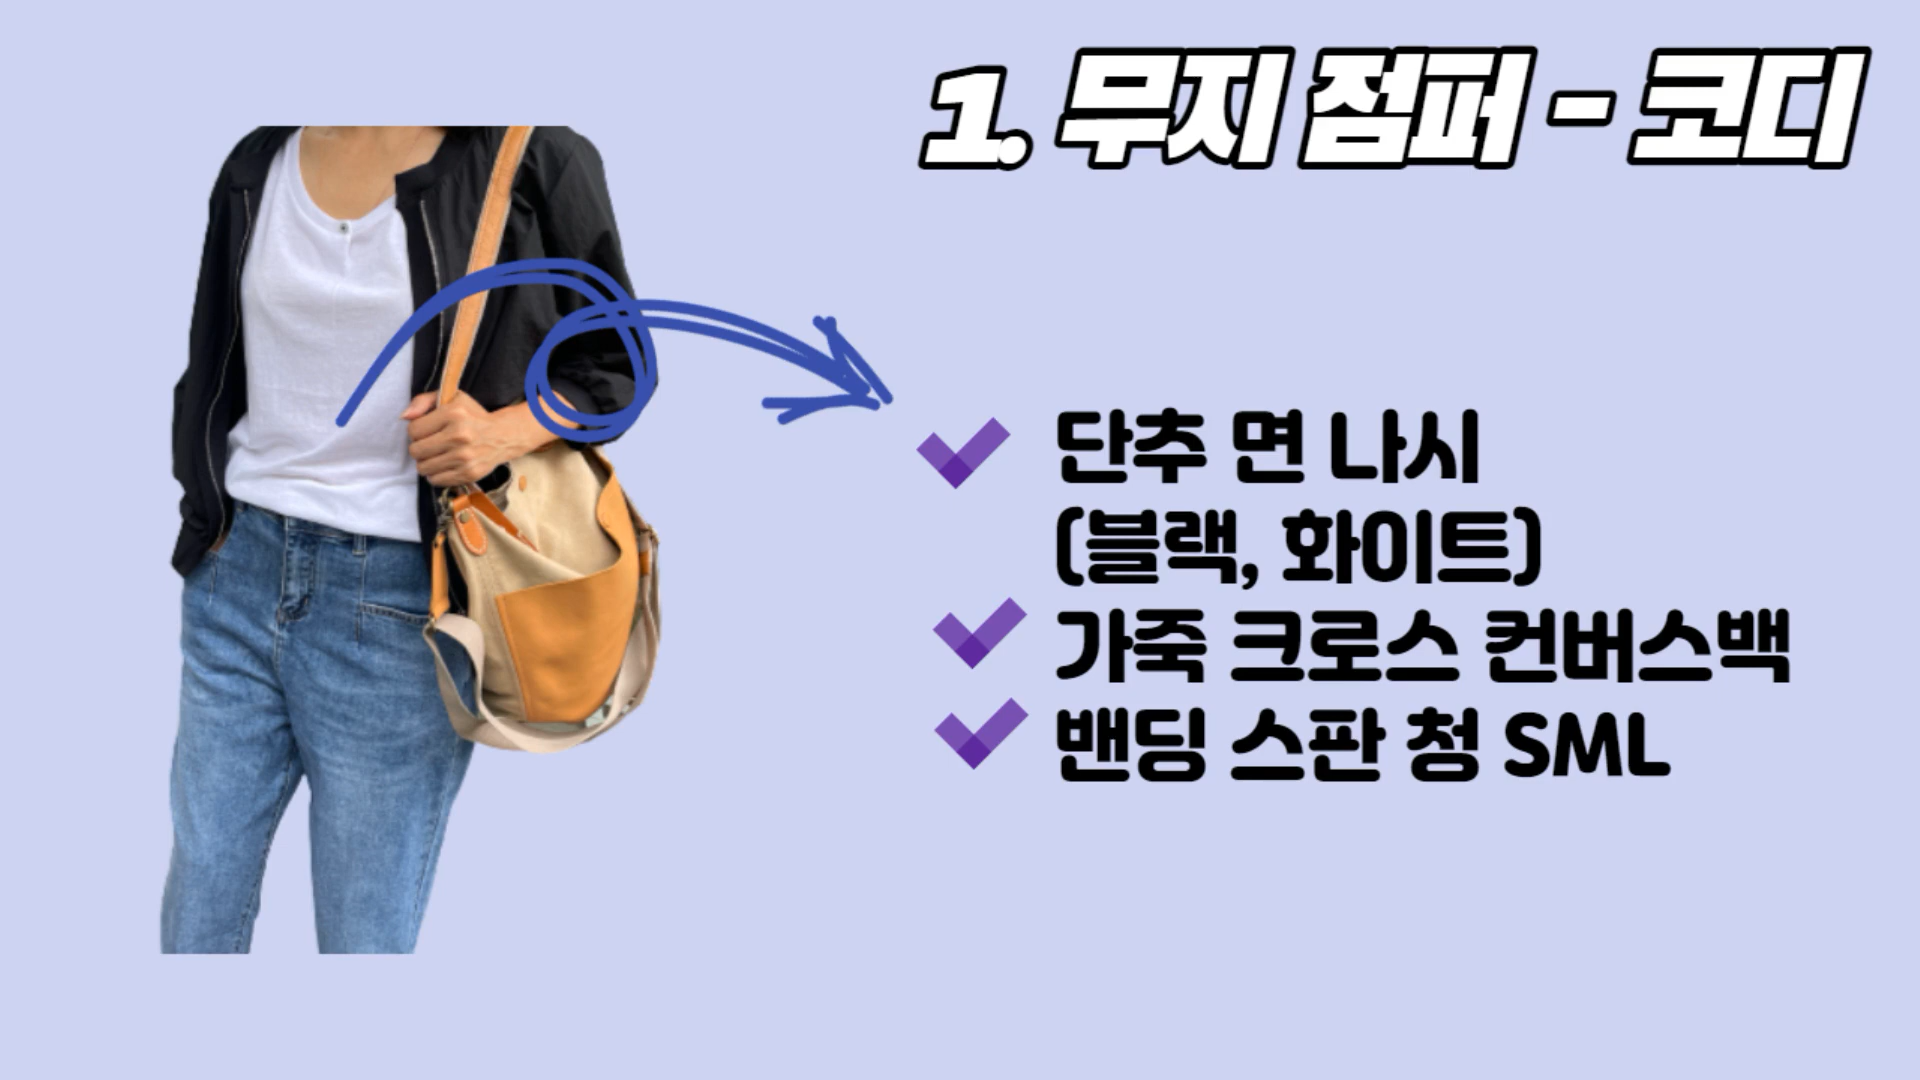 1. 무지 점퍼 - 코디
단추 면 나시
(블랙, 화이트)
가죽 크로스 컨버스백
밴딩 스판 청 SML